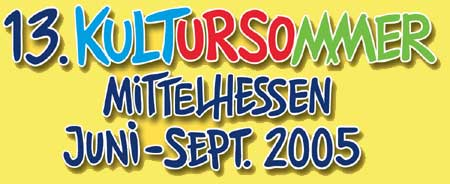 13. KULTURSOMMER
MITTELHESSEN
JUNI-SEPT. 2005